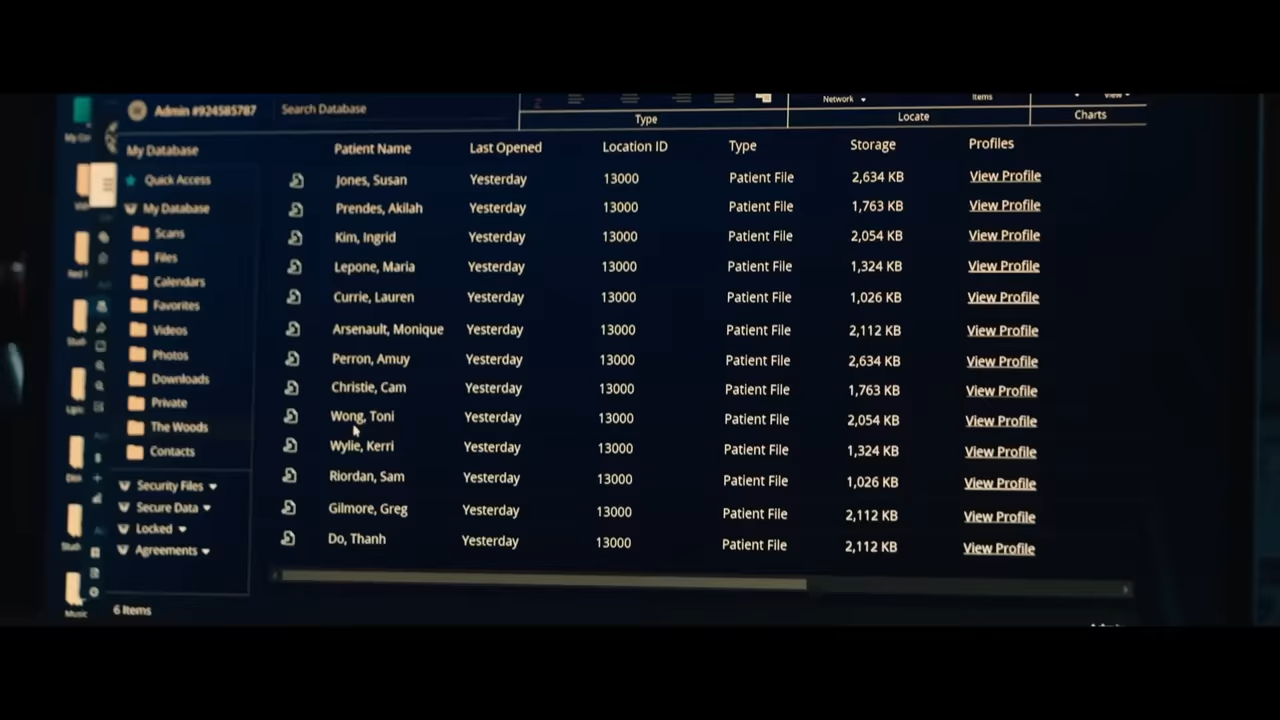 Admin #924585787
Search Database
Network
Items
View
Type
Locate
Charts
My Database
Patient Name Last Opened Location ID Type Storage Profiles
Quick Access
Jones, Susan Yesterday 13000 Patient File 2,634 KB View Profile
My Database
Prendes, Akilah Yesterday 13000 Patient File 1,763 KB View Profile
Scans
Kim, Ingrid Yesterday 13000 Patient File 2,054 KB View Profile
Files
Lepone, Maria Yesterday 13000 Patient File 1,324 KB View Profile
Calendars
Favorites
Currie, Lauren Yesterday 13000 Patient File 1,026 KB View Profile
Videos
Arsenault, Monique Yesterday 13000 Patient File 2,112 KB View Profile
Photos
Perron, Amuy Yesterday 13000 Patient File 2,634 KB View Profile
Downloads
Christie, Cam Yesterday 13000 Patient File 1,763 KB View Profile
Private
Wong, Toni Yesterday 13000 Patient File 2,054 KB View Profile
The Woods
Wylie, Kerri Yesterday 13000 Patient File 1,324 KB View Profile
Contacts
Riordan, Sam Yesterday 13000 Patient File 1,026 KB View Profile
Security Files
Secure Data
Gilmore, Greg Yesterday 13000 Patient File 2,112 KB View Profile
Locked
Do, Thanh Yesterday 13000 Patient File 2,112 KB View Profile
Agreements
6 Items
Music